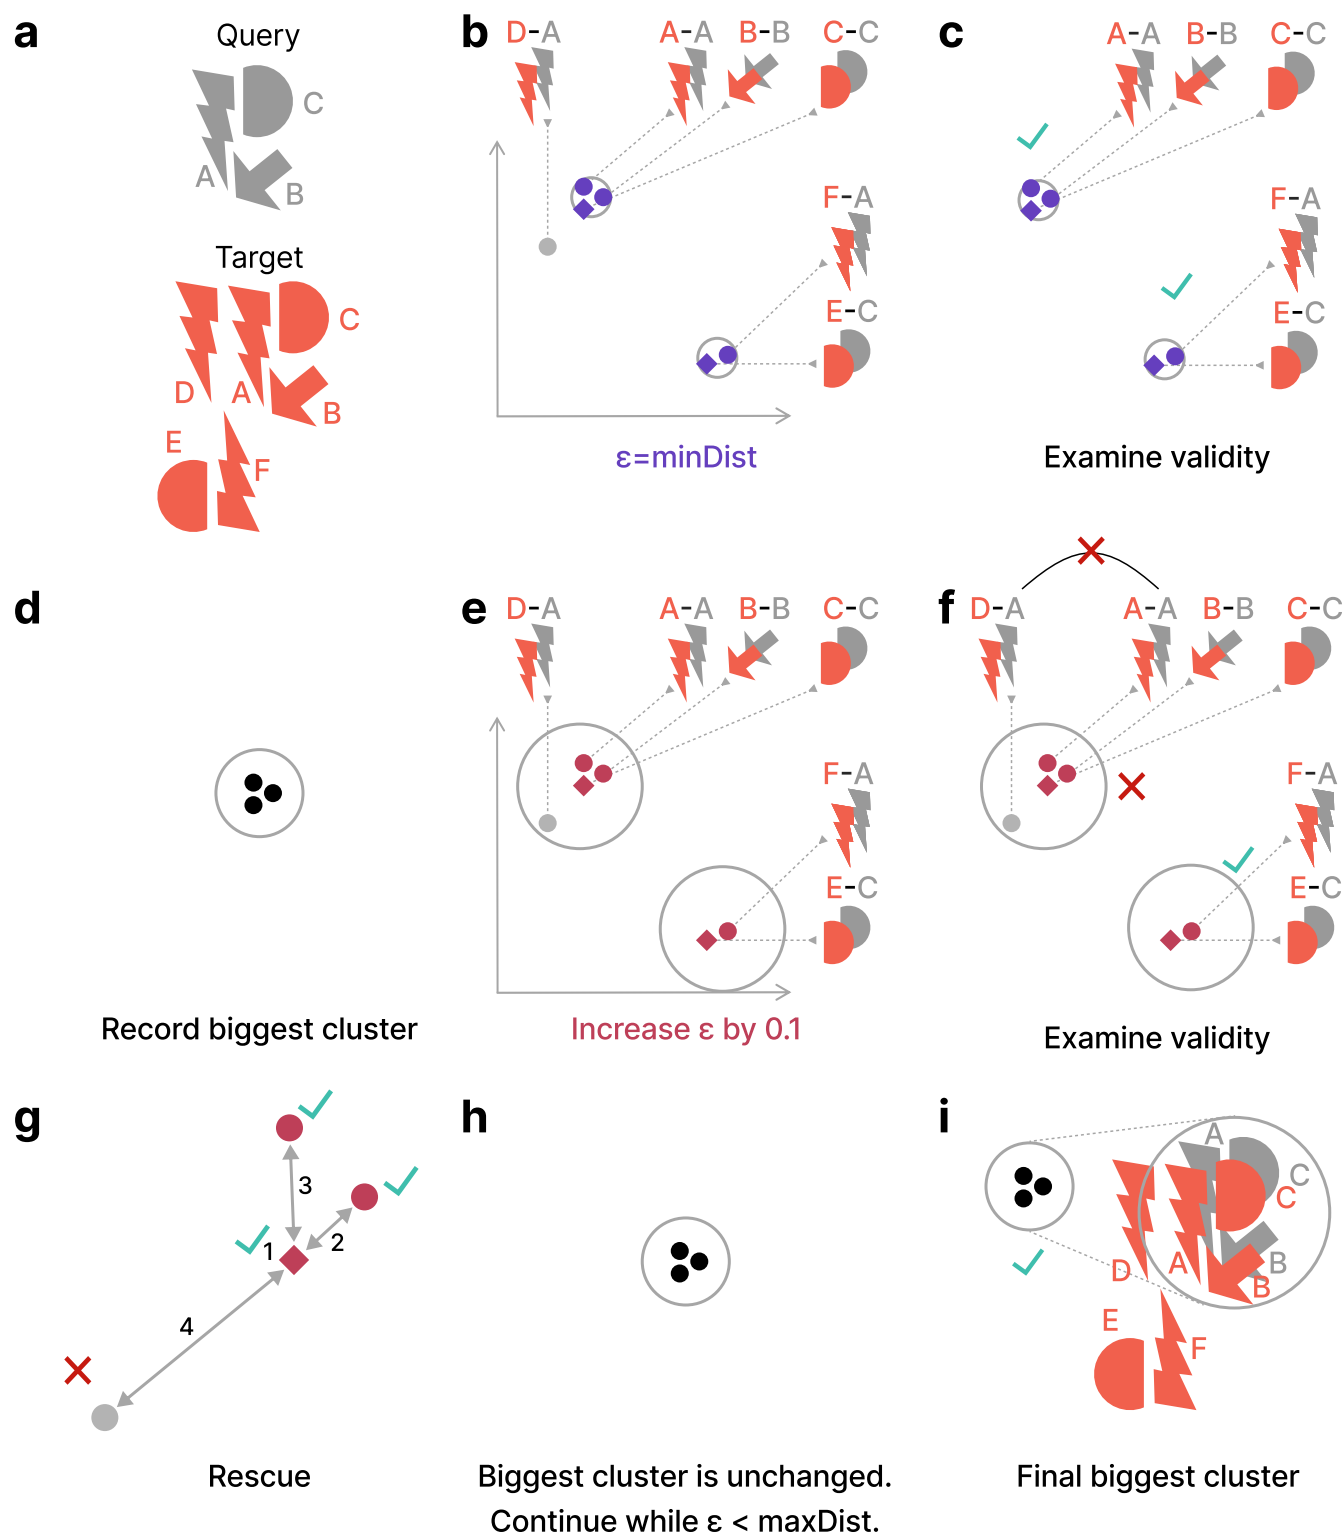 a
Query
C
A
B
Target
C
D
A
B
E
F
b
D-A
A-A
B-B
C-C
F-A
E-C
ε=minDist
c
A-A
B-B
C-C
F-A
E-C
Examine validity
d
Record biggest cluster
e
D-A
A-A
B-B
C-C
F-A
E-C
Increase ε by 0.1
f
D-A
A-A
B-B
C-C
F-A
E-C
Examine validity
g
3
1
2
4
Rescue
h
Biggest cluster is unchanged.
Continue while ε < maxDist.
i
A
C
C
D
A
B
B
E
F
Final biggest cluster